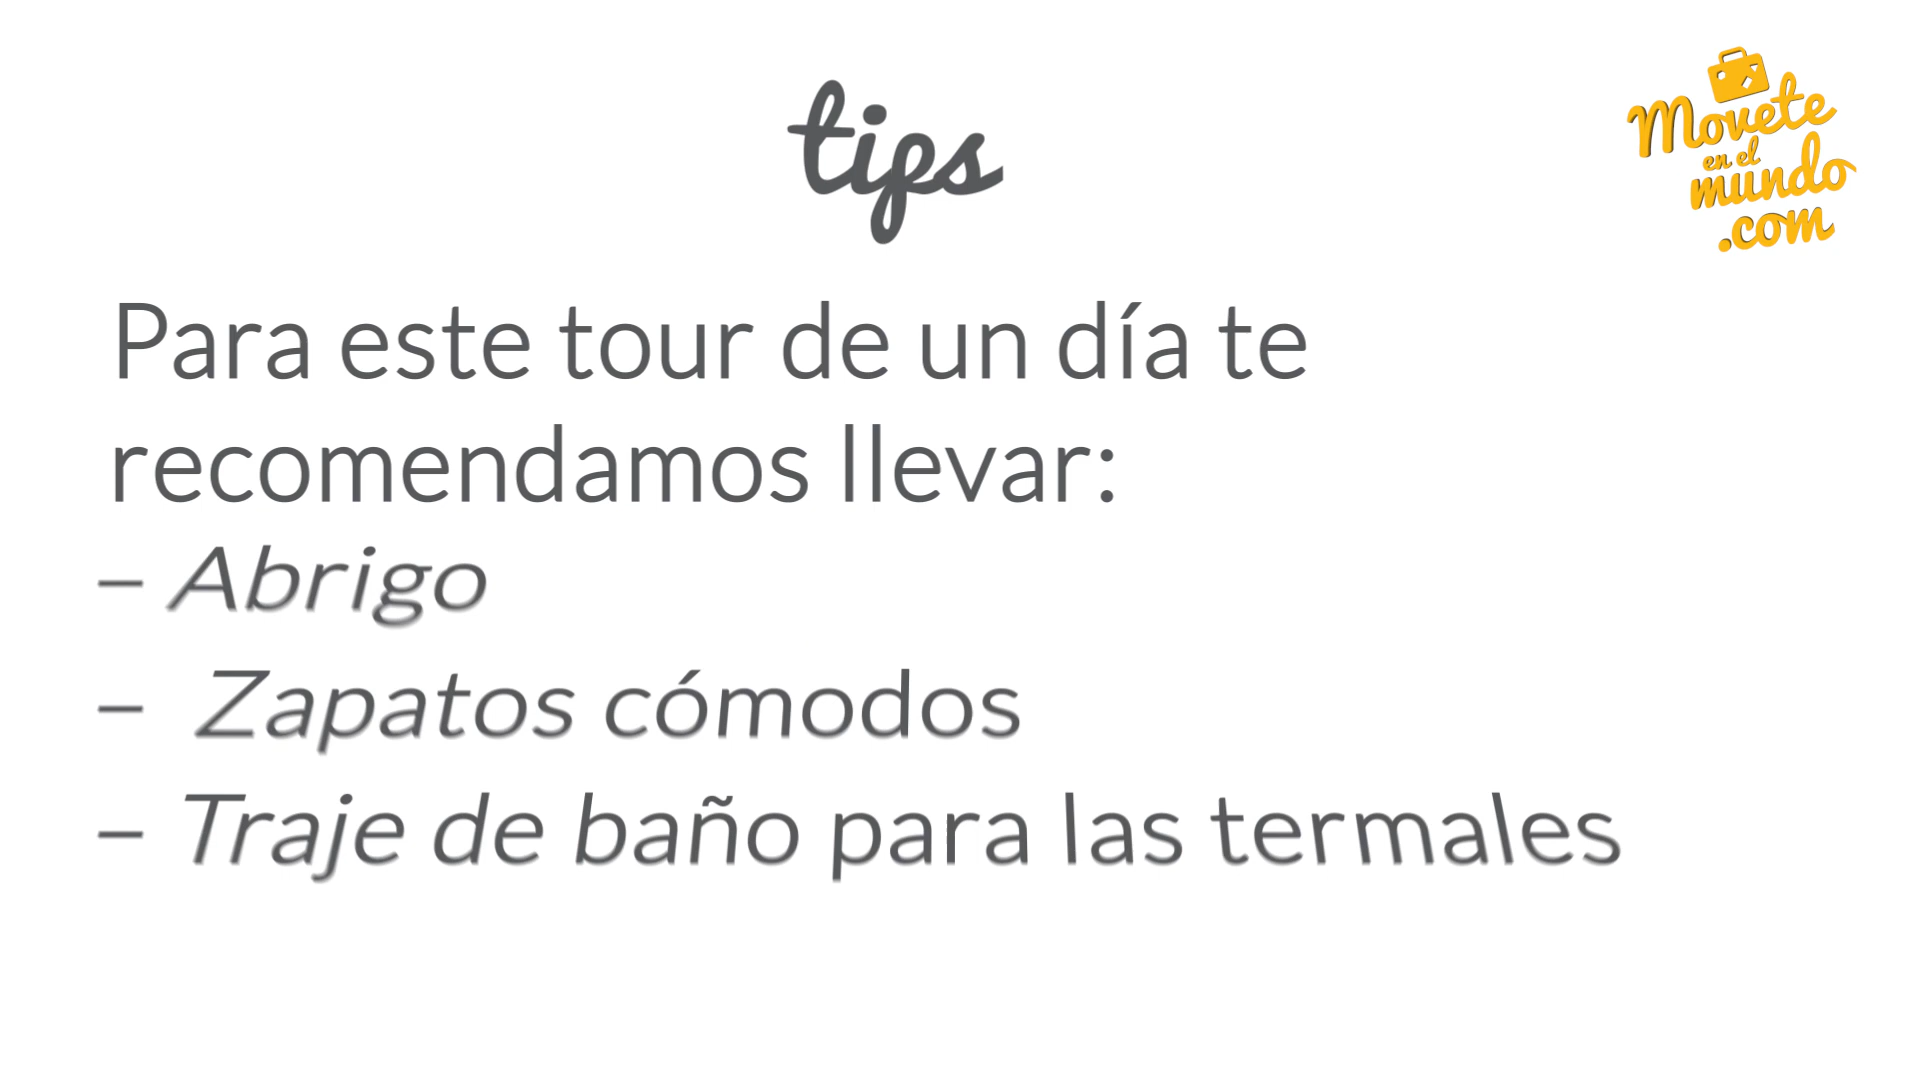 tips
Movete
en el
mundo
.com
Para este tour de un día te
recomendamos llevar:
– Abrigo
– Zapatos cómodos
– Traje de baño para las termales